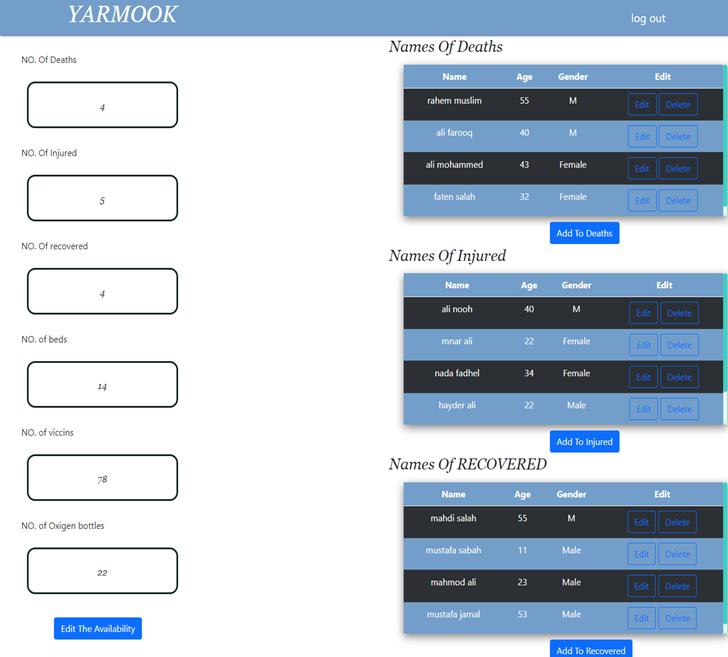 YARMOOK
log out
NO. Of Deaths
4
NO. Of Injured
5
NO. Of recovered
4
NO. of beds
14
NO. of viccins
78
NO. of Oxigen bottles
22
Edit The Availability
Names Of Deaths
Name Age Gender Edit
rahem muslim 55 M Edit Delete
ali farooq 40 M Edit Delete
ali mohammed 43 Female Edit Delete
faten salah 32 Female Edit Delete
Add To Deaths
Names Of Injured
Name Age Gender Edit
ali nooh 40 M Edit Delete
mnar ali 22 Female Edit Delete
nada fadhel 34 Female Edit Delete
hayder ali 22 Male Edit Delete
Add To Injured
Names Of RECOVERED
Name Age Gender Edit
mahdi salah 55 M Edit Delete
mustafa sabah 11 Male Edit Delete
mahmod ali 23 Male Edit Delete
mustafa jamal 53 Male Edit Delete
Add To Recovered